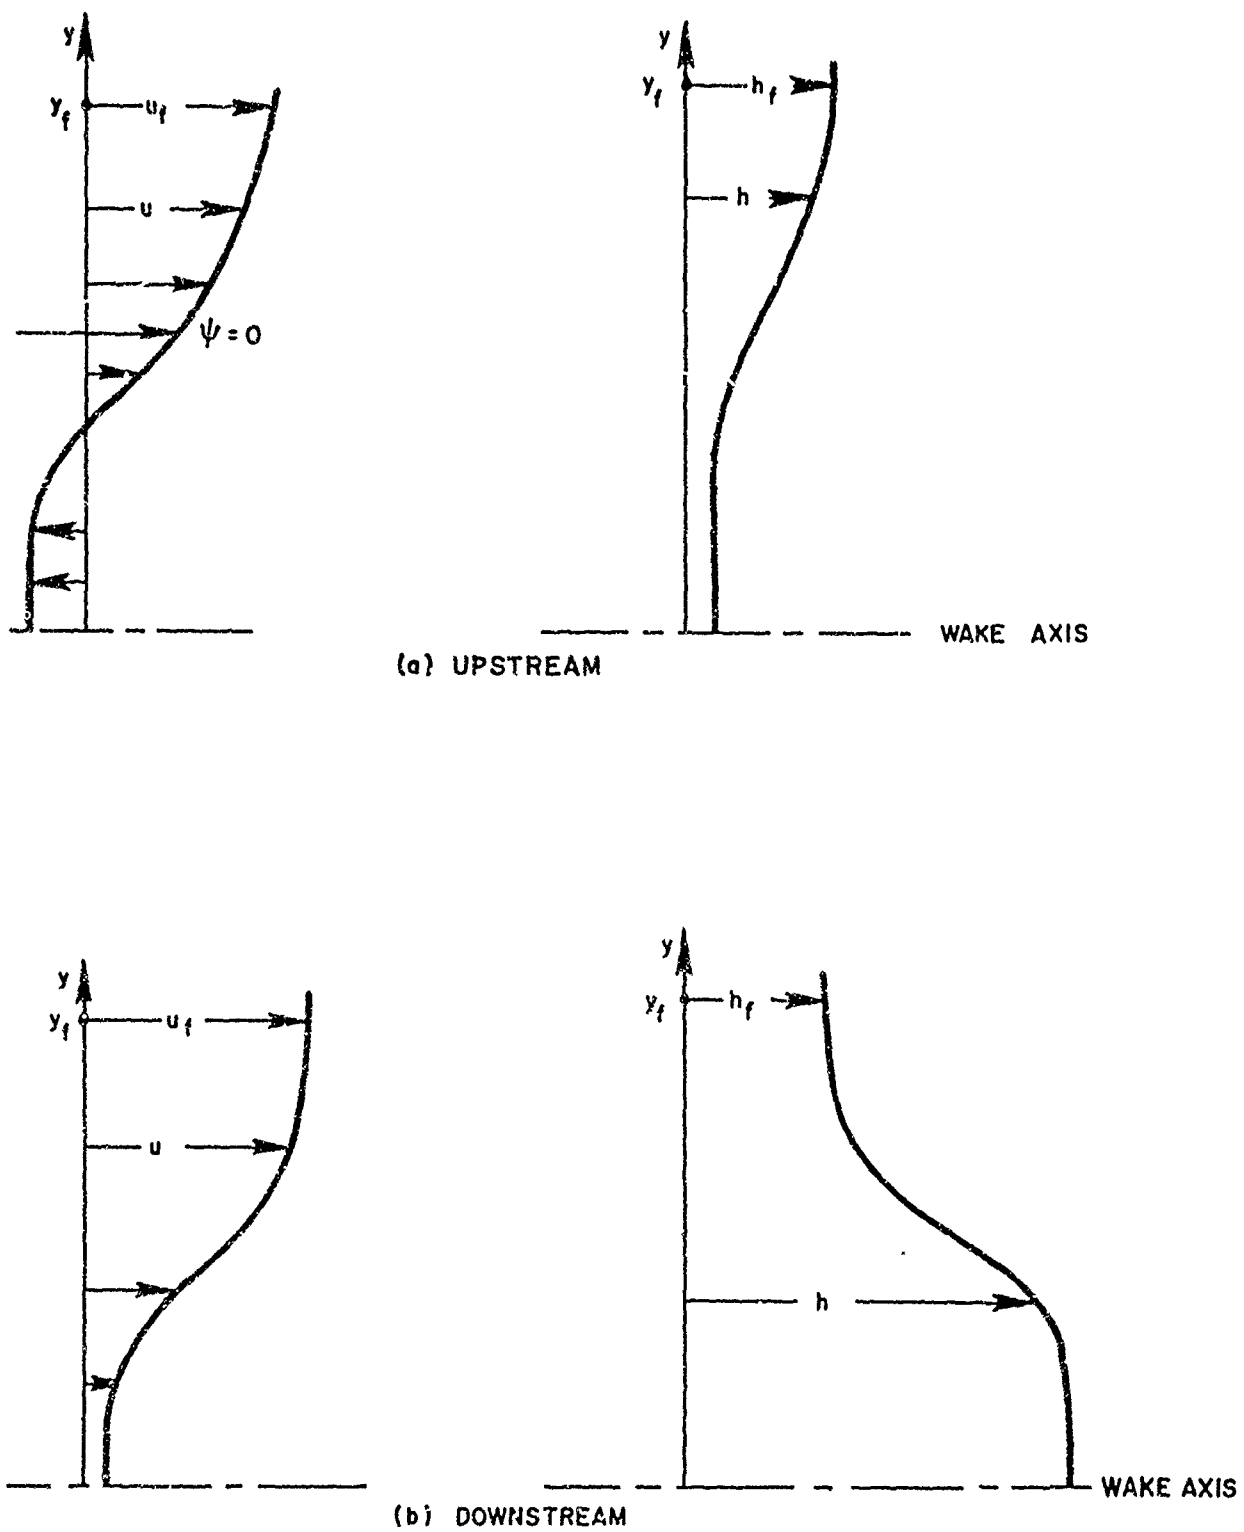 y
y_f u_f
u
ψ = 0
y
y_f h_f
h
WAKE AXIS
(a) UPSTREAM
y
y_f u_f
u
y
y_f h_f
h
WAKE AXIS
(b) DOWNSTREAM